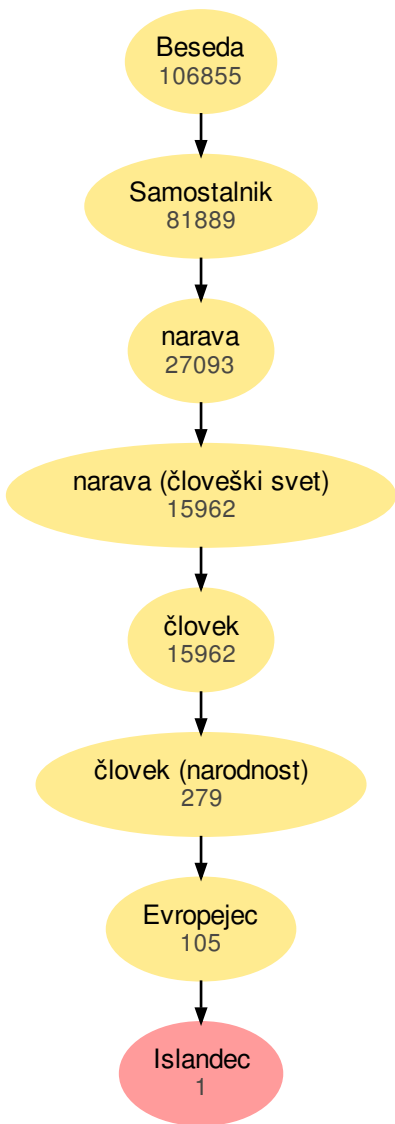 Beseda
106855
Samostalnik
81889
narava
27093
narava (človeški svet)
15962
človek
15962
človek (narodnost)
279
Evropejec
105
Islandec
1